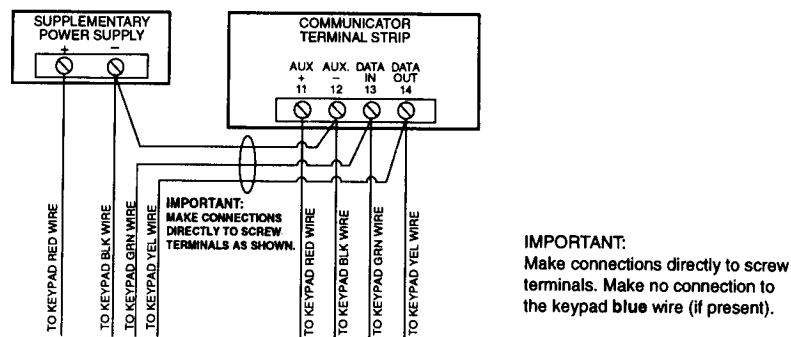 SUPPLEMENTARY
POWER SUPPLY
+ −
COMMUNICATOR
TERMINAL STRIP
AUX AUX. DATA DATA
+ − IN OUT
11 12 13 14
IMPORTANT:
MAKE CONNECTIONS
DIRECTLY TO SCREW
TERMINALS AS SHOWN.
TO KEYPAD RED WIRE
TO KEYPAD BLK WIRE
TO KEYPAD GRN WIRE
TO KEYPAD YEL WIRE
TO KEYPAD RED WIRE
TO KEYPAD BLK WIRE
TO KEYPAD GRN WIRE
TO KEYPAD YEL WIRE
IMPORTANT:
Make connections directly to screw
terminals. Make no connection to
the keypad blue wire (if present).